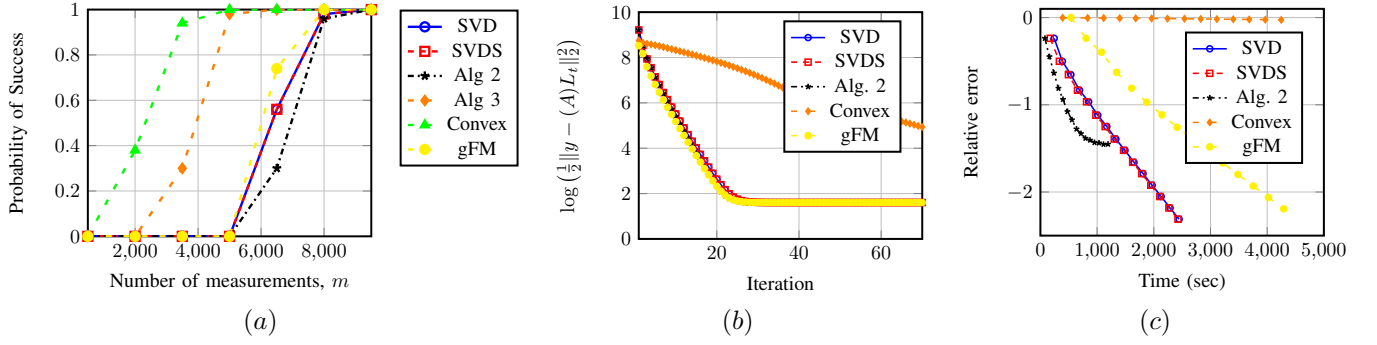 1
0.8
0.6
0.4
0.2
0
2,000 4,000 6,000 8,000
Probability of Success
Number of measurements, m
SVD
SVDS
Alg 2
Alg 3
Convex
gFM
(a)
10
8
6
4
2
0
20 40 60
log (½‖y − (A)L_t‖²₂)
Iteration
SVD
SVDS
Alg. 2
Convex
gFM
(b)
0
−1
−2
0 1,000 2,000 3,000 4,000 5,000
Relative error
Time (sec)
SVD
SVDS
Alg. 2
Convex
gFM
(c)